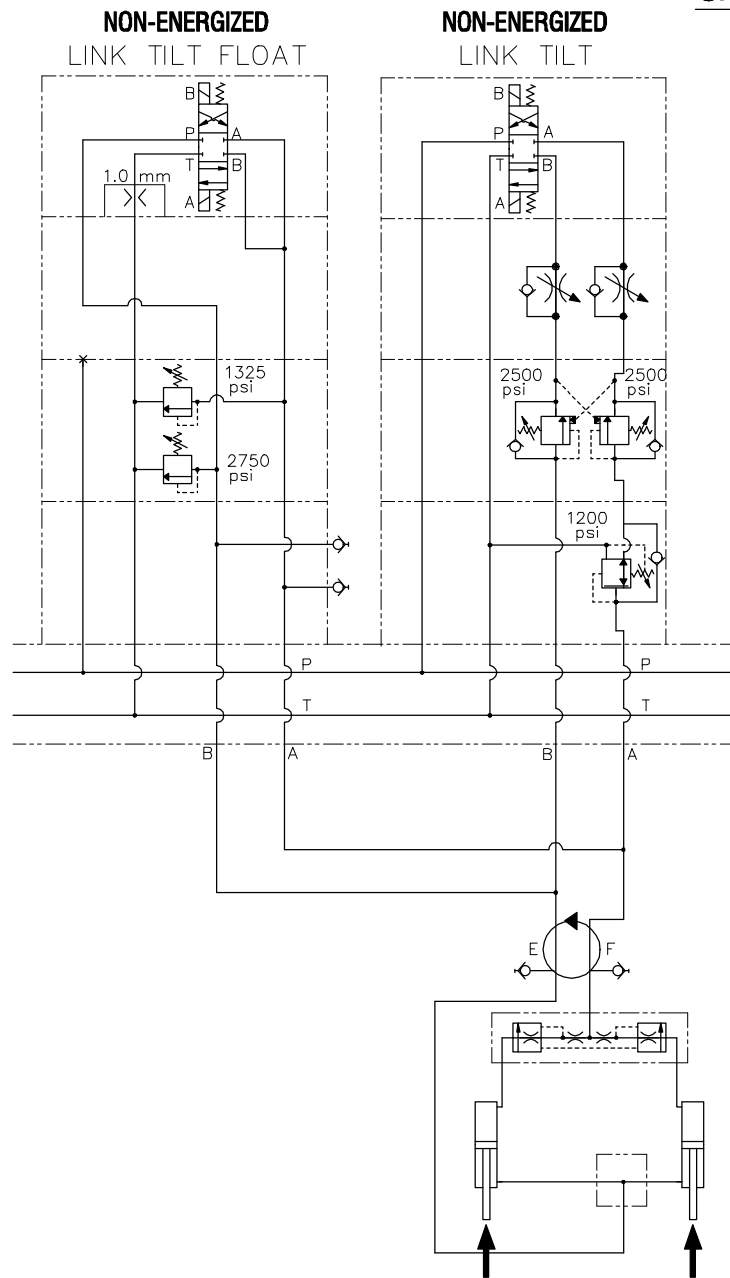 NON-ENERGIZED
LINK TILT FLOAT
B
P
A
T
B
1.0 mm
A
1325
psi
2750
psi
NON-ENERGIZED
LINK TILT
B
P
A
T
B
A
2500
psi
2500
psi
1200
psi
P
P
T
T
B
A
B
A
E
F